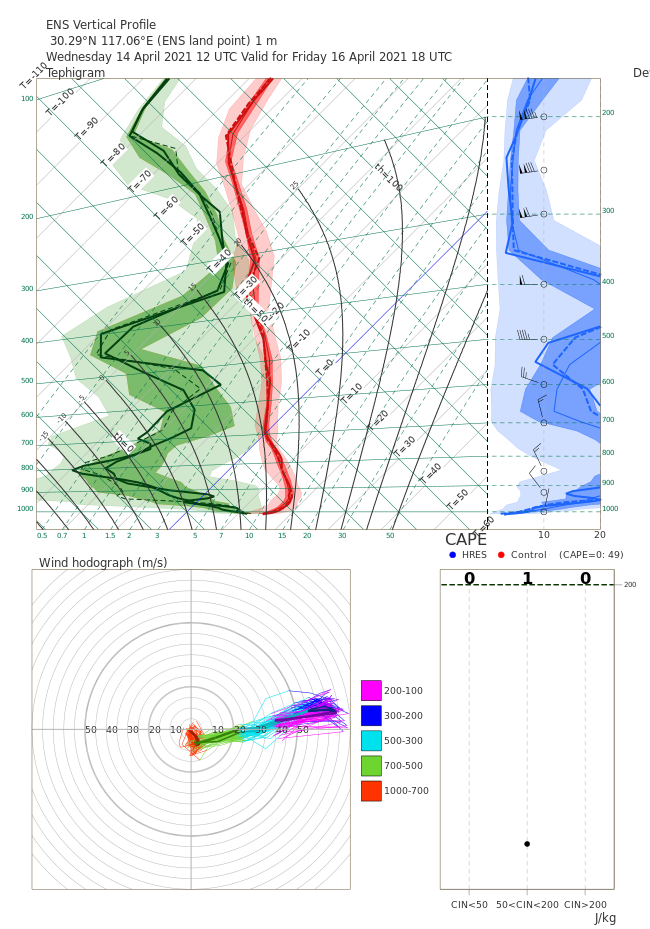 ENS Vertical Profile
30.29°N 117.06°E (ENS land point) 1 m
Wednesday 14 April 2021 12 UTC Valid for Friday 16 April 2021 18 UTC
Tephigram
De
T=-110
T=-100
T=-90
T=-80
T=-70
T=-60
T=-50
T=-40
T=-30
T=-20
T=-10
T=0
T=10
T=20
T=30
T=40
T=50
T=60
th=100
th=50
th=0
100
200
300
400
500
600
700
800
900
1000
25
20
15
10
5
-5
-10
-15
200
300
400
500
600
700
800
900
1000
0.5 0.7 1 1.5 2 3 5 7 10 15 20 30 50
10 20
CAPE
HRES Control (CAPE=0: 49)
Wind hodograph (m/s)
0 1 0
200
50 40 30 20 10 10 20 30 40 50
200-100
300-200
500-300
700-500
1000-700
CIN<50 50<CIN<200 CIN>200
J/kg